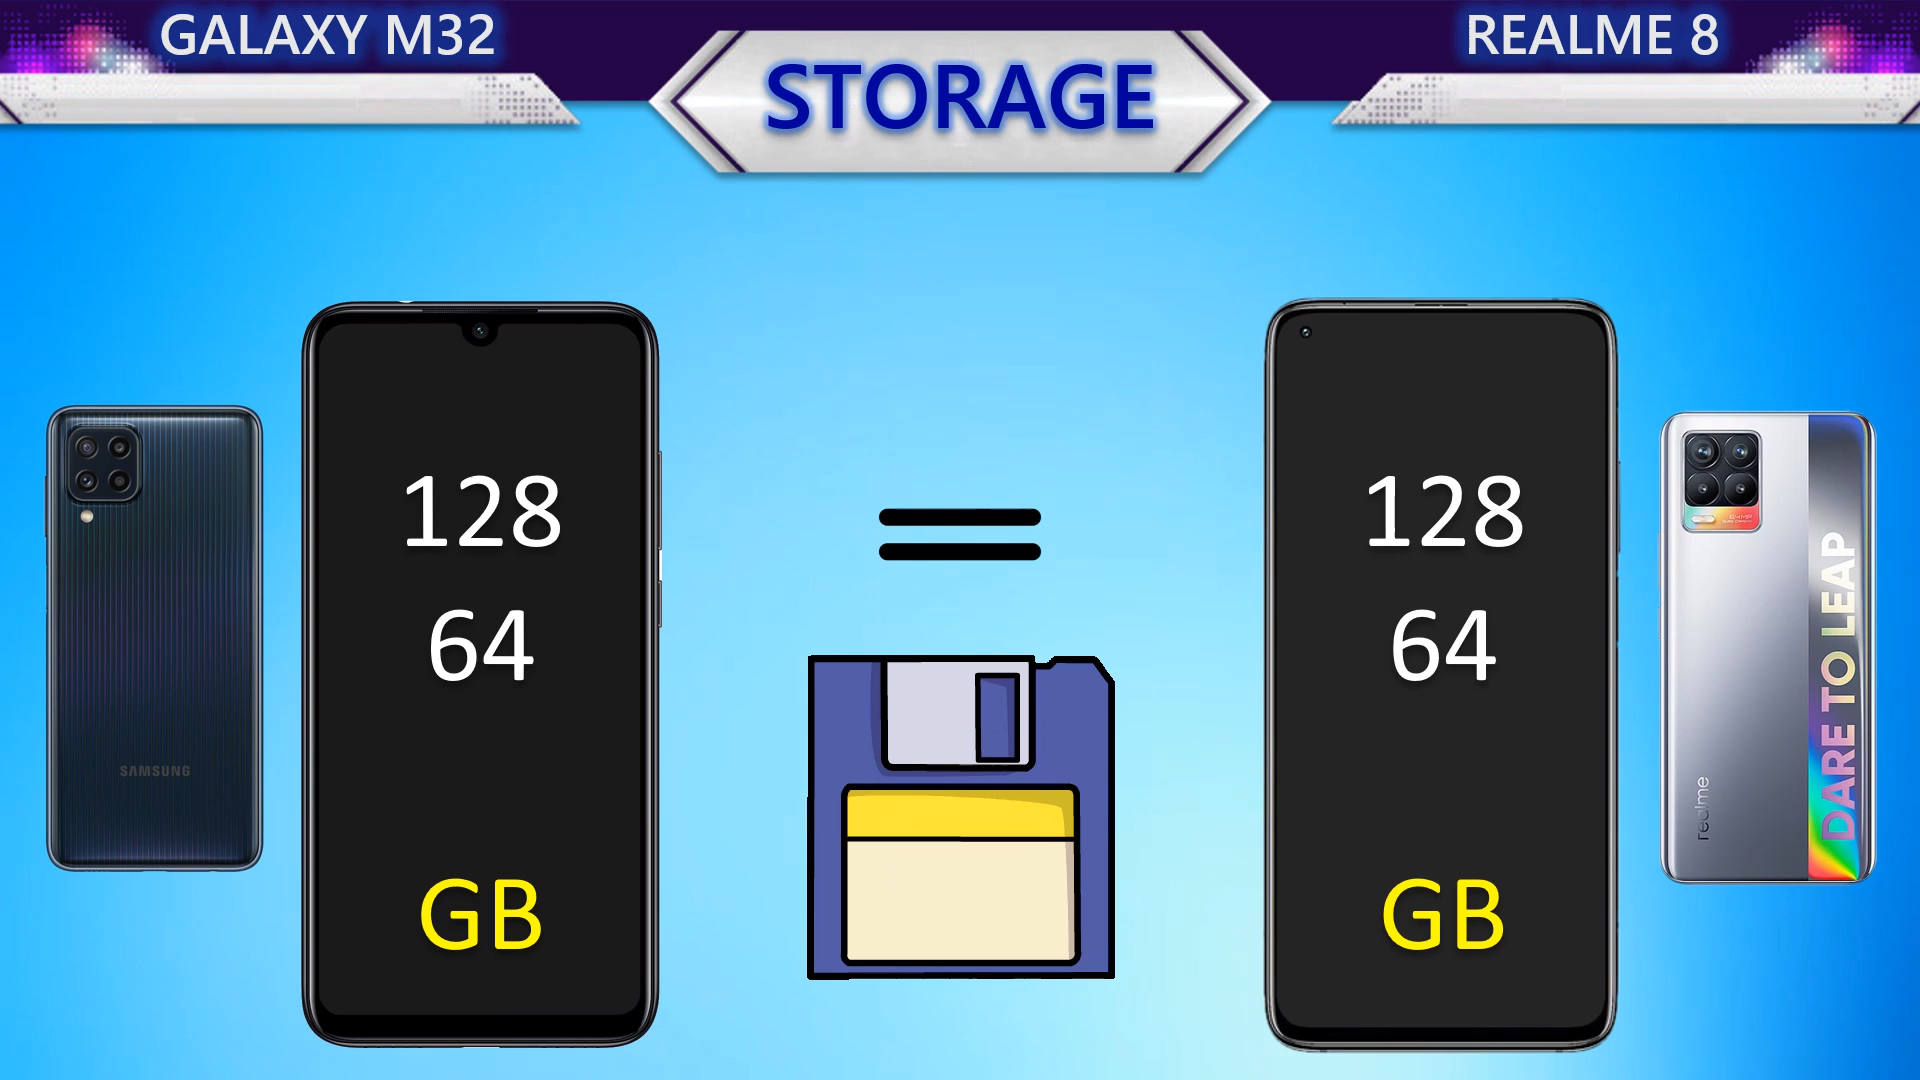 GALAXY M32
STORAGE
REALME 8
128
64
GB
128
64
GB
SAMSUNG
realme
DARE TO LEAP